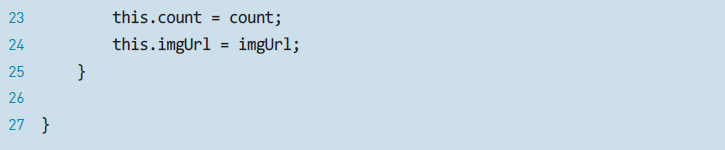 23        this.count = count;
24        this.imgUrl = imgUrl;
25    }
26
27 }